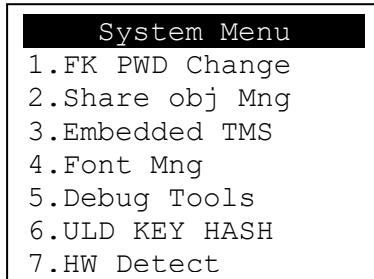 System Menu
1.FK PWD Change
2.Share obj Mng
3.Embedded TMS
4.Font Mng
5.Debug Tools
6.ULD KEY HASH
7.HW Detect